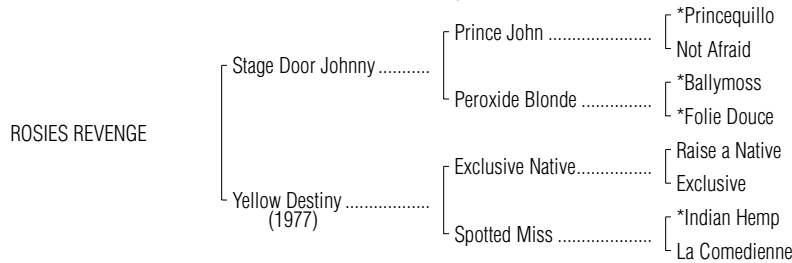 *Princequillo
Prince John .....................
Not Afraid
Stage Door Johnny ...........
*Ballymoss
Peroxide Blonde ..............
*Folie Douce
ROSIES REVENGE
Raise a Native
Exclusive Native...............
Exclusive
Yellow Destiny .................
(1977)
*Indian Hemp
Spotted Miss ...................
La Comedienne